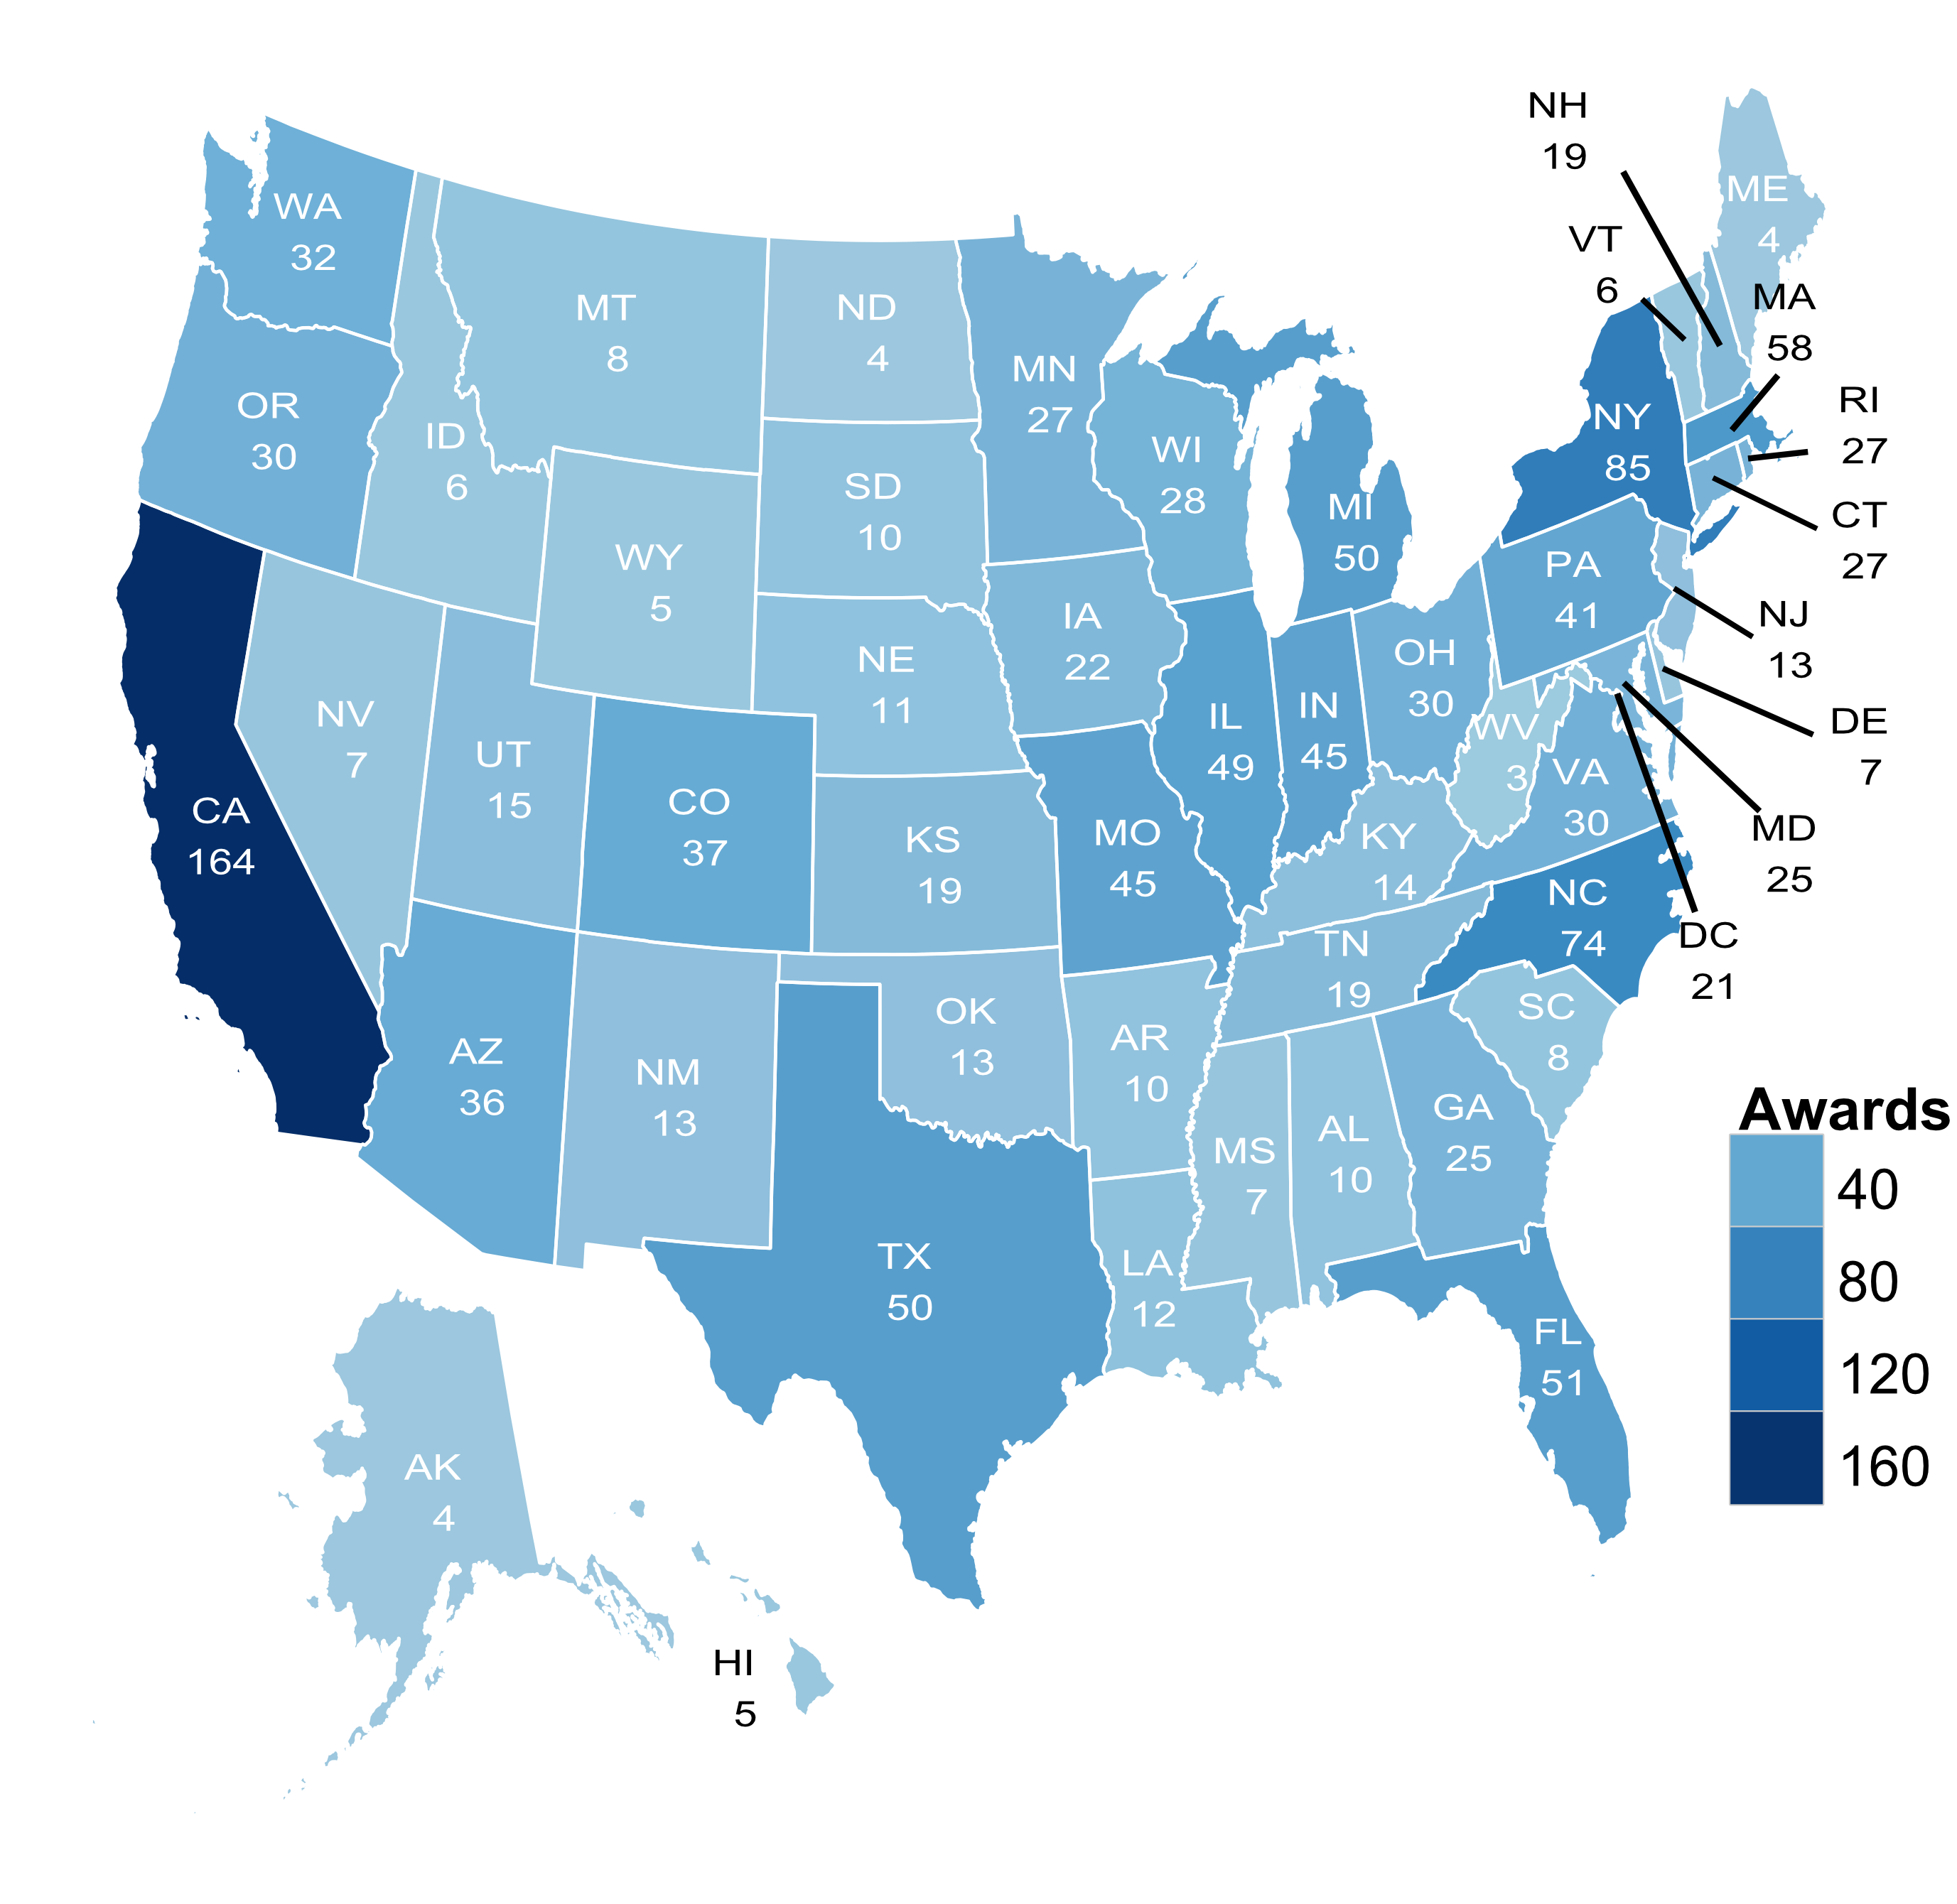 NH
19
VT
6
ME
4
MA
58
RI
27
CT
27
NJ
13
DE
7
MD
25
DC
21
WA
32
MT
8
ND
4
MN
27
OR
30
ID
6
WI
28
NY
85
SD
10
MI
50
WY
5
PA
41
IA
22
NE
11
OH
30
NV
7
UT
15
IL
49
IN
45
WV
3
VA
30
CA
164
CO
37
KS
19
MO
45
KY
14
NC
74
TN
19
AZ
36
NM
13
OK
13
AR
10
SC
8
MS
7
AL
10
GA
25
TX
50
LA
12
FL
51
AK
4
HI
5
Awards
40
80
120
160